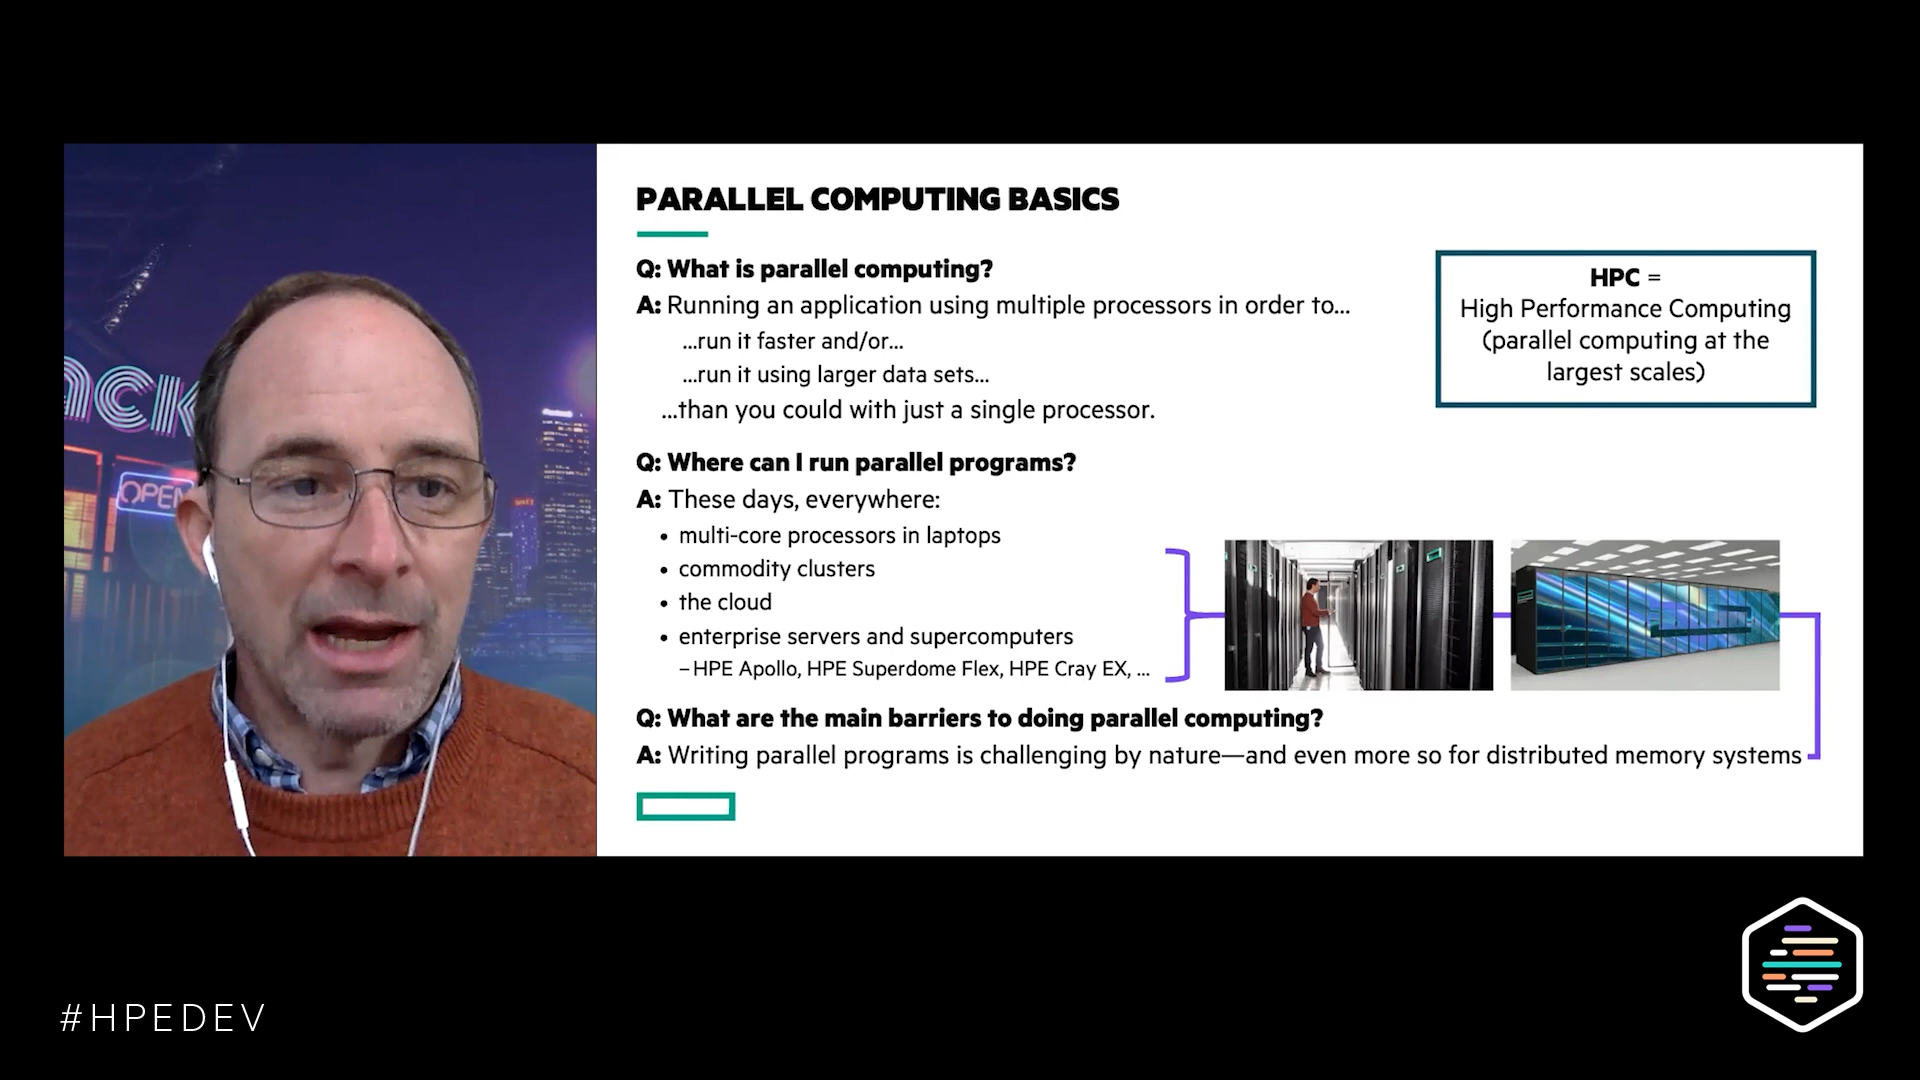 ACK
OPEN
PARALLEL COMPUTING BASICS
Q: What is parallel computing?
A: Running an application using multiple processors in order to...
...run it faster and/or...
...run it using larger data sets...
...than you could with just a single processor.
HPC =
High Performance Computing
(parallel computing at the
largest scales)
Q: Where can I run parallel programs?
A: These days, everywhere:
• multi-core processors in laptops
• commodity clusters
• the cloud
• enterprise servers and supercomputers
– HPE Apollo, HPE Superdome Flex, HPE Cray EX, ...
Q: What are the main barriers to doing parallel computing?
A: Writing parallel programs is challenging by nature—and even more so for distributed memory systems
#HPEDEV